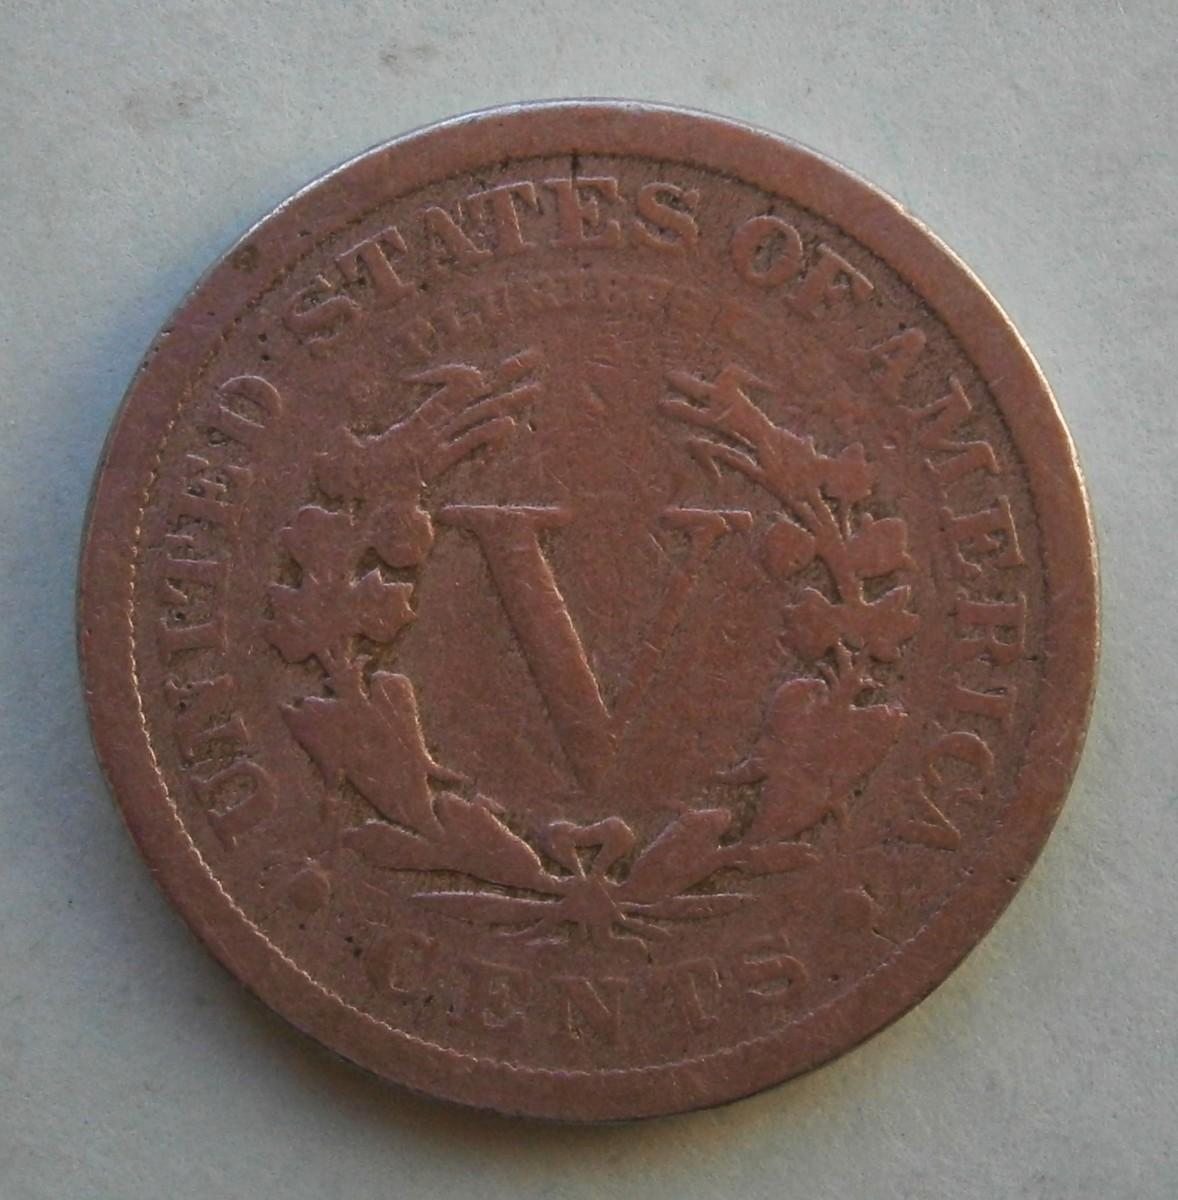 UNITED STATES OF AMERICA
V
CENTS